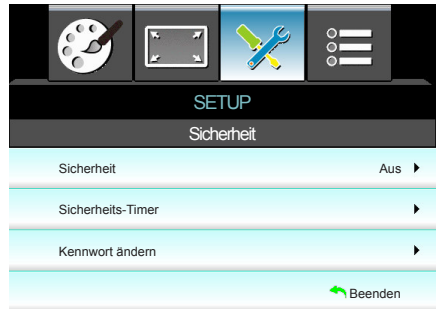 SETUP
Sicherheit
Sicherheit Aus
Sicherheits-Timer
Kennwort ändern
Beenden